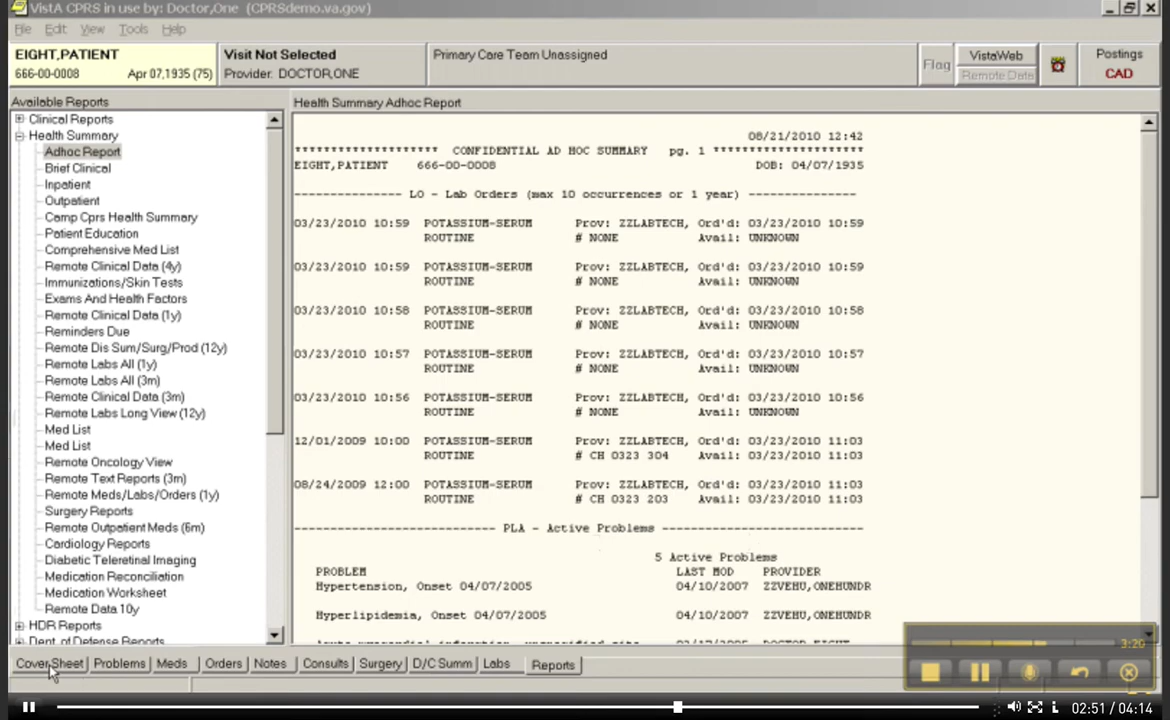 VistA CPRS in use by: Doctor,One (CPRSdemo.va.gov)
File Edit View Tools Help
EIGHT,PATIENT
666-00-0008 Apr 07,1935 (75)
Visit Not Selected
Provider: DOCTOR,ONE
Primary Care Team Unassigned
Flag
VistaWeb
Remote Data
Postings
CAD
Available Reports
Clinical Reports
Health Summary
Adhoc Report
Brief Clinical
Inpatient
Outpatient
Camp Cprs Health Summary
Patient Education
Comprehensive Med List
Remote Clinical Data (4y)
Immunizations/Skin Tests
Exams And Health Factors
Remote Clinical Data (1y)
Reminders Due
Remote Dis Sum/Surg/Prod (12y)
Remote Labs All (1y)
Remote Labs All (3m)
Remote Clinical Data (3m)
Remote Labs Long View (12y)
Med List
Med List
Remote Oncology View
Remote Text Reports (3m)
Remote Meds/Labs/Orders (1y)
Surgery Reports
Remote Outpatient Meds (6m)
Cardiology Reports
Diabetic Teleretinal Imaging
Medication Reconciliation
Medication Worksheet
Remote Data 10y
HDR Reports
Dept. of Defense Reports
Health Summary Adhoc Report
08/21/2010 12:42
******************* CONFIDENTIAL AD HOC SUMMARY pg. 1 ********************
EIGHT,PATIENT 666-00-0008 DOB: 04/07/1935
-------------- LO - Lab Orders (max 10 occurrences or 1 year) --------------
03/23/2010 10:59 POTASSIUM-SERUM Prov: ZZLABTECH, Ord'd: 03/23/2010 10:59
ROUTINE # NONE Avail: UNKNOWN
03/23/2010 10:59 POTASSIUM-SERUM Prov: ZZLABTECH, Ord'd: 03/23/2010 10:59
ROUTINE # NONE Avail: UNKNOWN
03/23/2010 10:58 POTASSIUM-SERUM Prov: ZZLABTECH, Ord'd: 03/23/2010 10:58
ROUTINE # NONE Avail: UNKNOWN
03/23/2010 10:57 POTASSIUM-SERUM Prov: ZZLABTECH, Ord'd: 03/23/2010 10:57
ROUTINE # NONE Avail: UNKNOWN
03/23/2010 10:56 POTASSIUM-SERUM Prov: ZZLABTECH, Ord'd: 03/23/2010 10:56
ROUTINE # NONE Avail: UNKNOWN
12/01/2009 10:00 POTASSIUM-SERUM Prov: ZZLABTECH, Ord'd: 03/23/2010 11:03
ROUTINE # CH 0323 304 Avail: 03/23/2010 11:03
08/24/2009 12:00 POTASSIUM-SERUM Prov: ZZLABTECH, Ord'd: 03/23/2010 11:03
ROUTINE # CH 0323 203 Avail: 03/23/2010 11:03
--------------------------- PLA - Active Problems ---------------------------
5 Active Problems
PROBLEM LAST MOD PROVIDER
Hypertension, Onset 04/07/2005 04/10/2007 ZZVEHU,ONEHUNDR
Hyperlipidemia, Onset 04/07/2005 04/10/2007 ZZVEHU,ONEHUNDR
Cover Sheet Problems Meds Orders Notes Consults Surgery D/C Summ Labs Reports
3:20
02:51 / 04:14